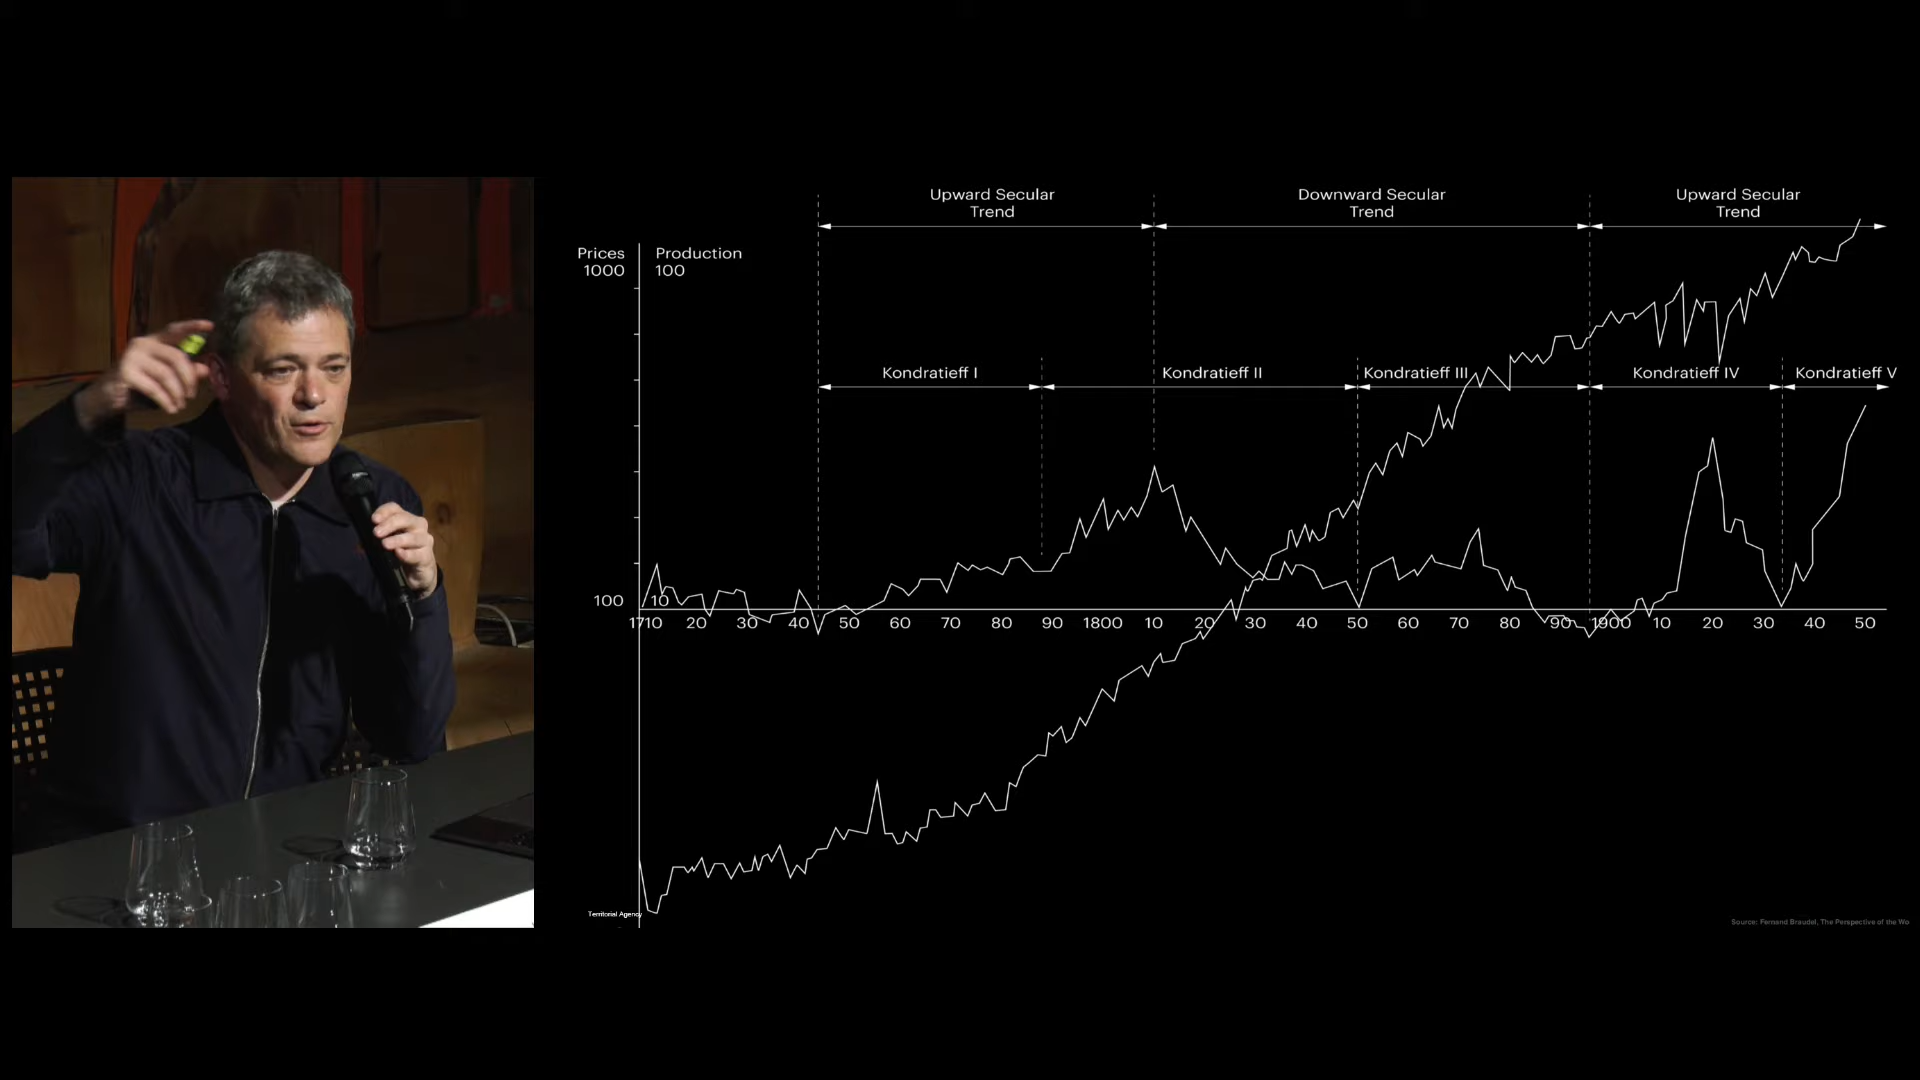 Upward Secular
Trend
Downward Secular
Trend
Upward Secular
Trend
Prices
1000
Production
100
Kondratieff I
Kondratieff II
Kondratieff III
Kondratieff IV
Kondratieff V
100
10
1710 20 30 40 50 60 70 80 90 1800 10 20 30 40 50 60 70 80 90 1900 10 20 30 40 50
Territorial Agency
Source: Fernand Braudel, The Perspective of the Wo